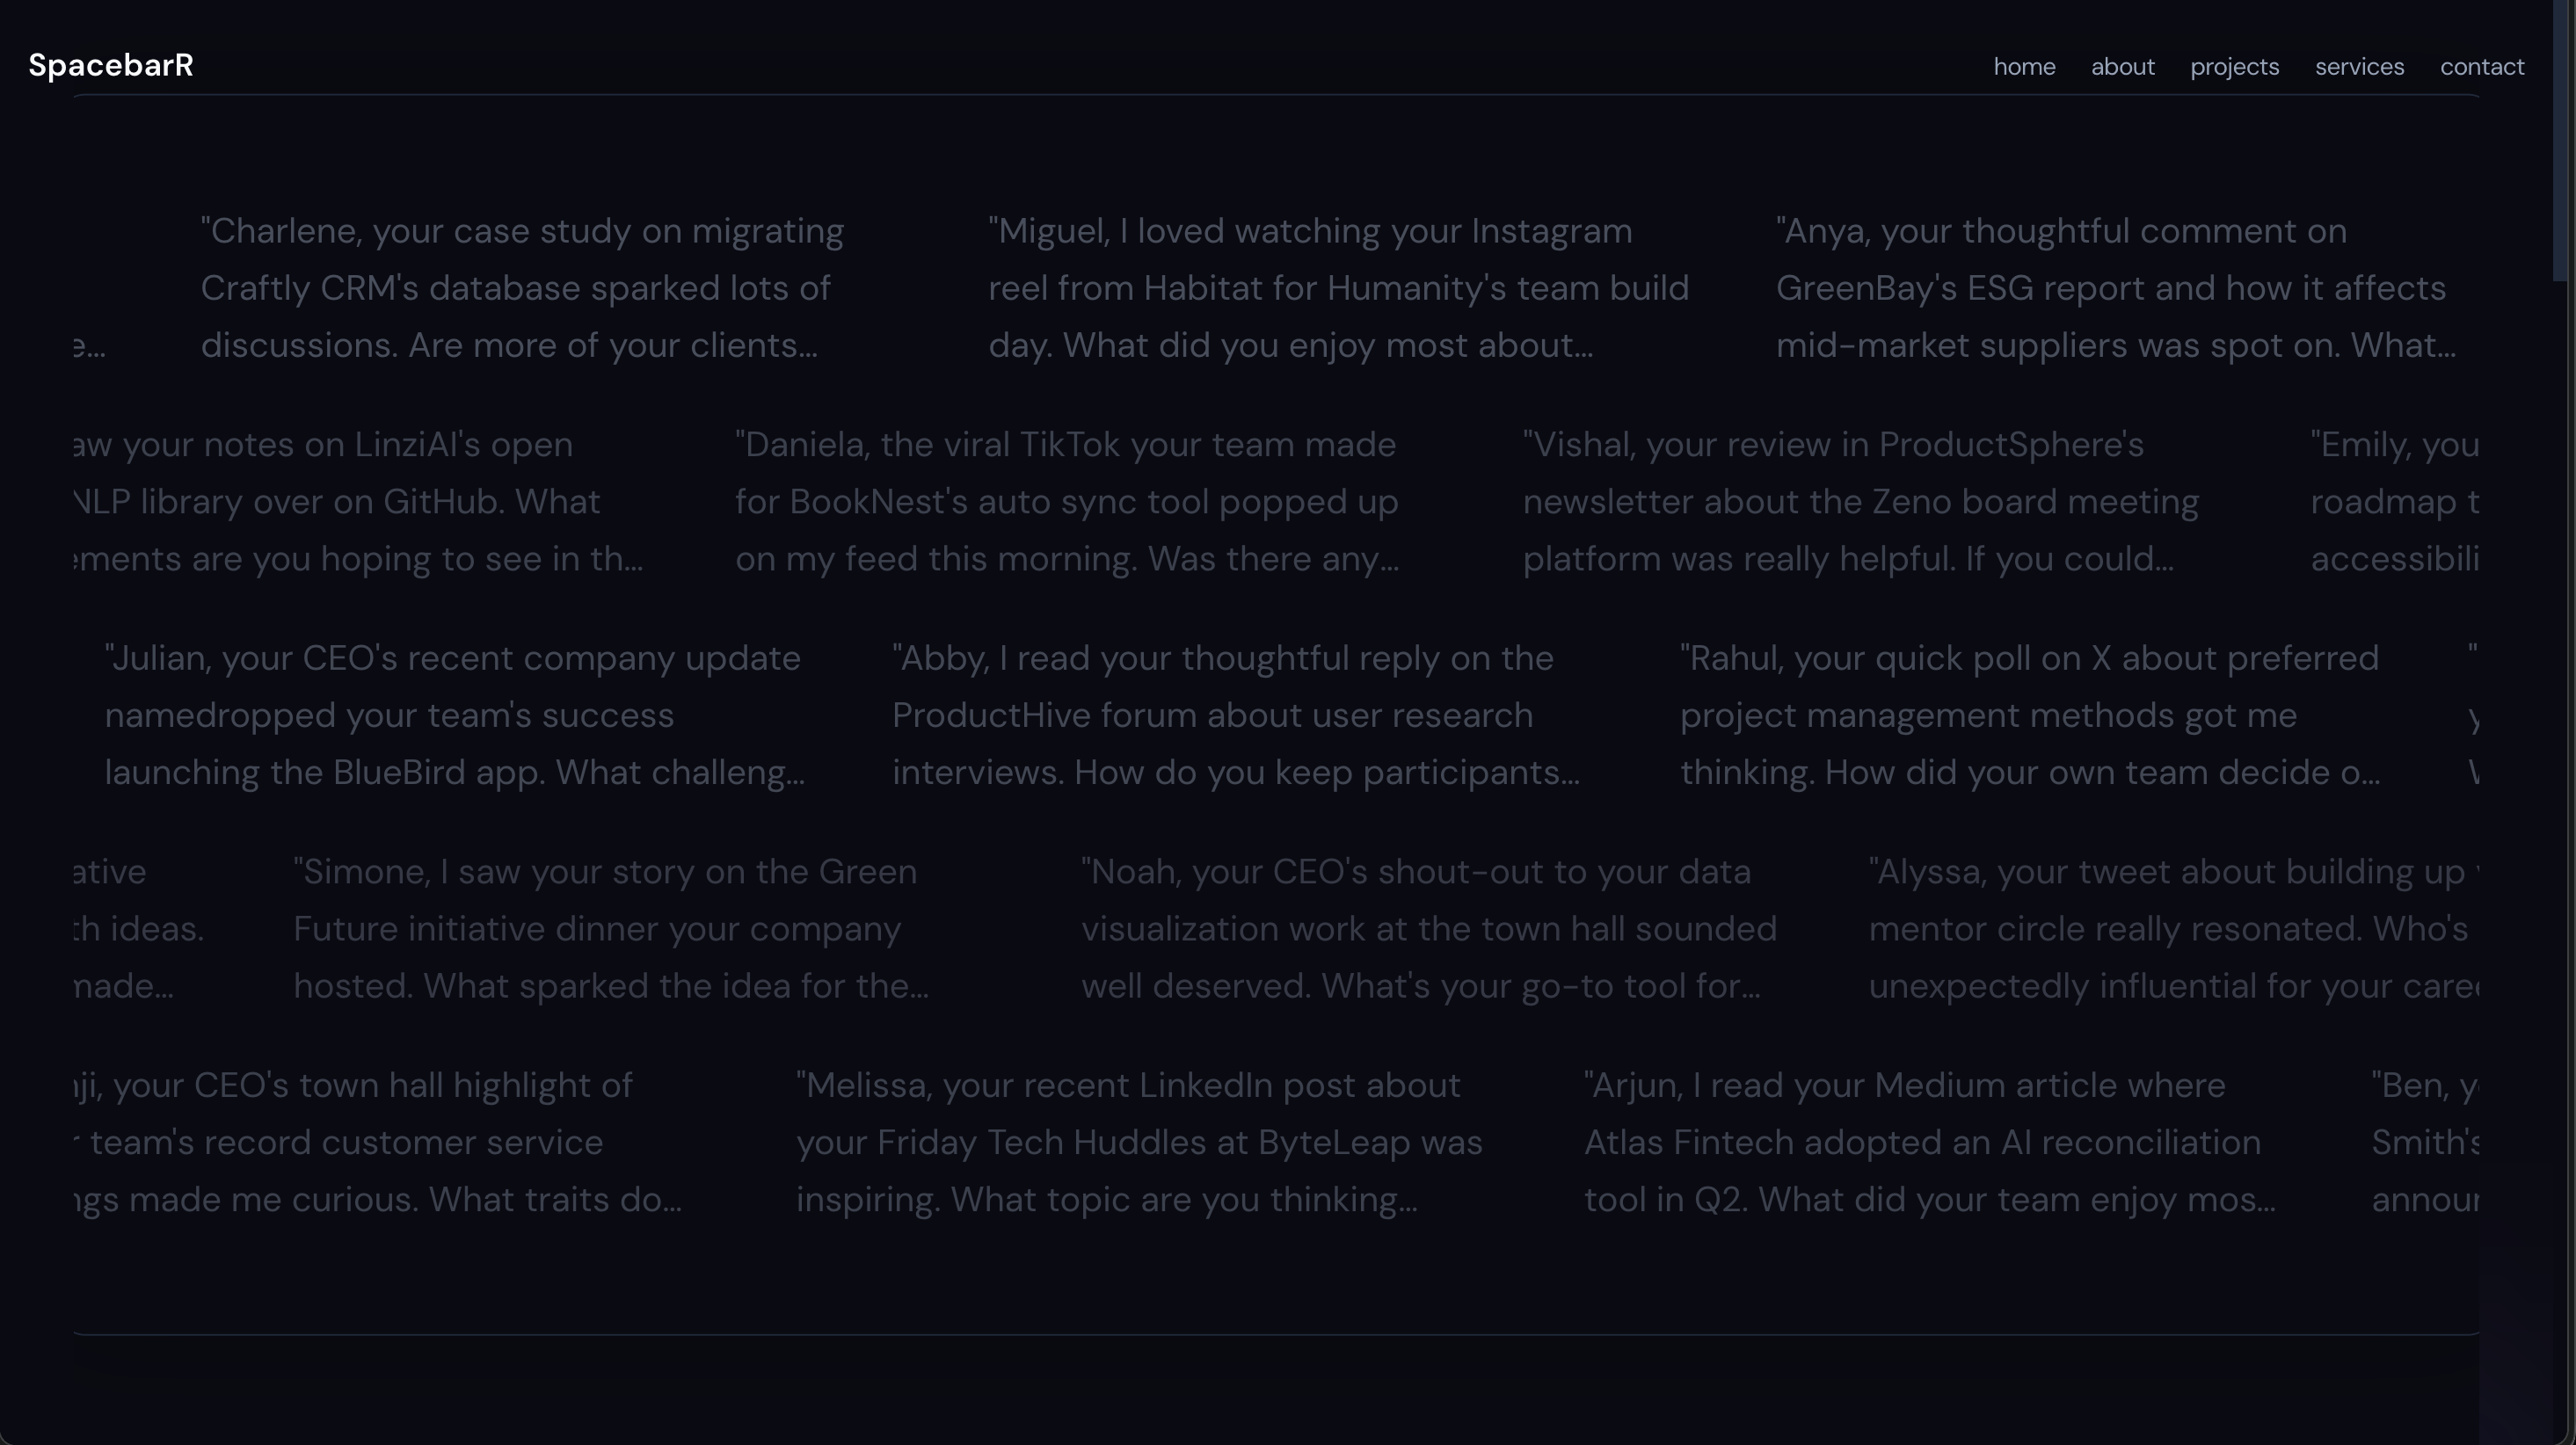 SpacebarR
home about projects services contact
e...
"Charlene, your case study on migrating
Craftly CRM's database sparked lots of
discussions. Are more of your clients...
"Miguel, I loved watching your Instagram
reel from Habitat for Humanity's team build
day. What did you enjoy most about...
"Anya, your thoughtful comment on
GreenBay's ESG report and how it affects
mid-market suppliers was spot on. What...
aw your notes on LinziAI's open
NLP library over on GitHub. What
ements are you hoping to see in th...
"Daniela, the viral TikTok your team made
for BookNest's auto sync tool popped up
on my feed this morning. Was there any...
"Vishal, your review in ProductSphere's
newsletter about the Zeno board meeting
platform was really helpful. If you could...
"Emily, you
roadmap t
accessibili
"Julian, your CEO's recent company update
namedropped your team's success
launching the BlueBird app. What challeng...
"Abby, I read your thoughtful reply on the
ProductHive forum about user research
interviews. How do you keep participants...
"Rahul, your quick poll on X about preferred
project management methods got me
thinking. How did your own team decide o...
"
y
ative
th ideas.
made...
"Simone, I saw your story on the Green
Future initiative dinner your company
hosted. What sparked the idea for the...
"Noah, your CEO's shout-out to your data
visualization work at the town hall sounded
well deserved. What's your go-to tool for...
"Alyssa, your tweet about building up
mentor circle really resonated. Who's
unexpectedly influential for your caree
ji, your CEO's town hall highlight of
r team's record customer service
ngs made me curious. What traits do...
"Melissa, your recent LinkedIn post about
your Friday Tech Huddles at ByteLeap was
inspiring. What topic are you thinking...
"Arjun, I read your Medium article where
Atlas Fintech adopted an AI reconciliation
tool in Q2. What did your team enjoy mos...
"Ben, yo
Smith's
announ